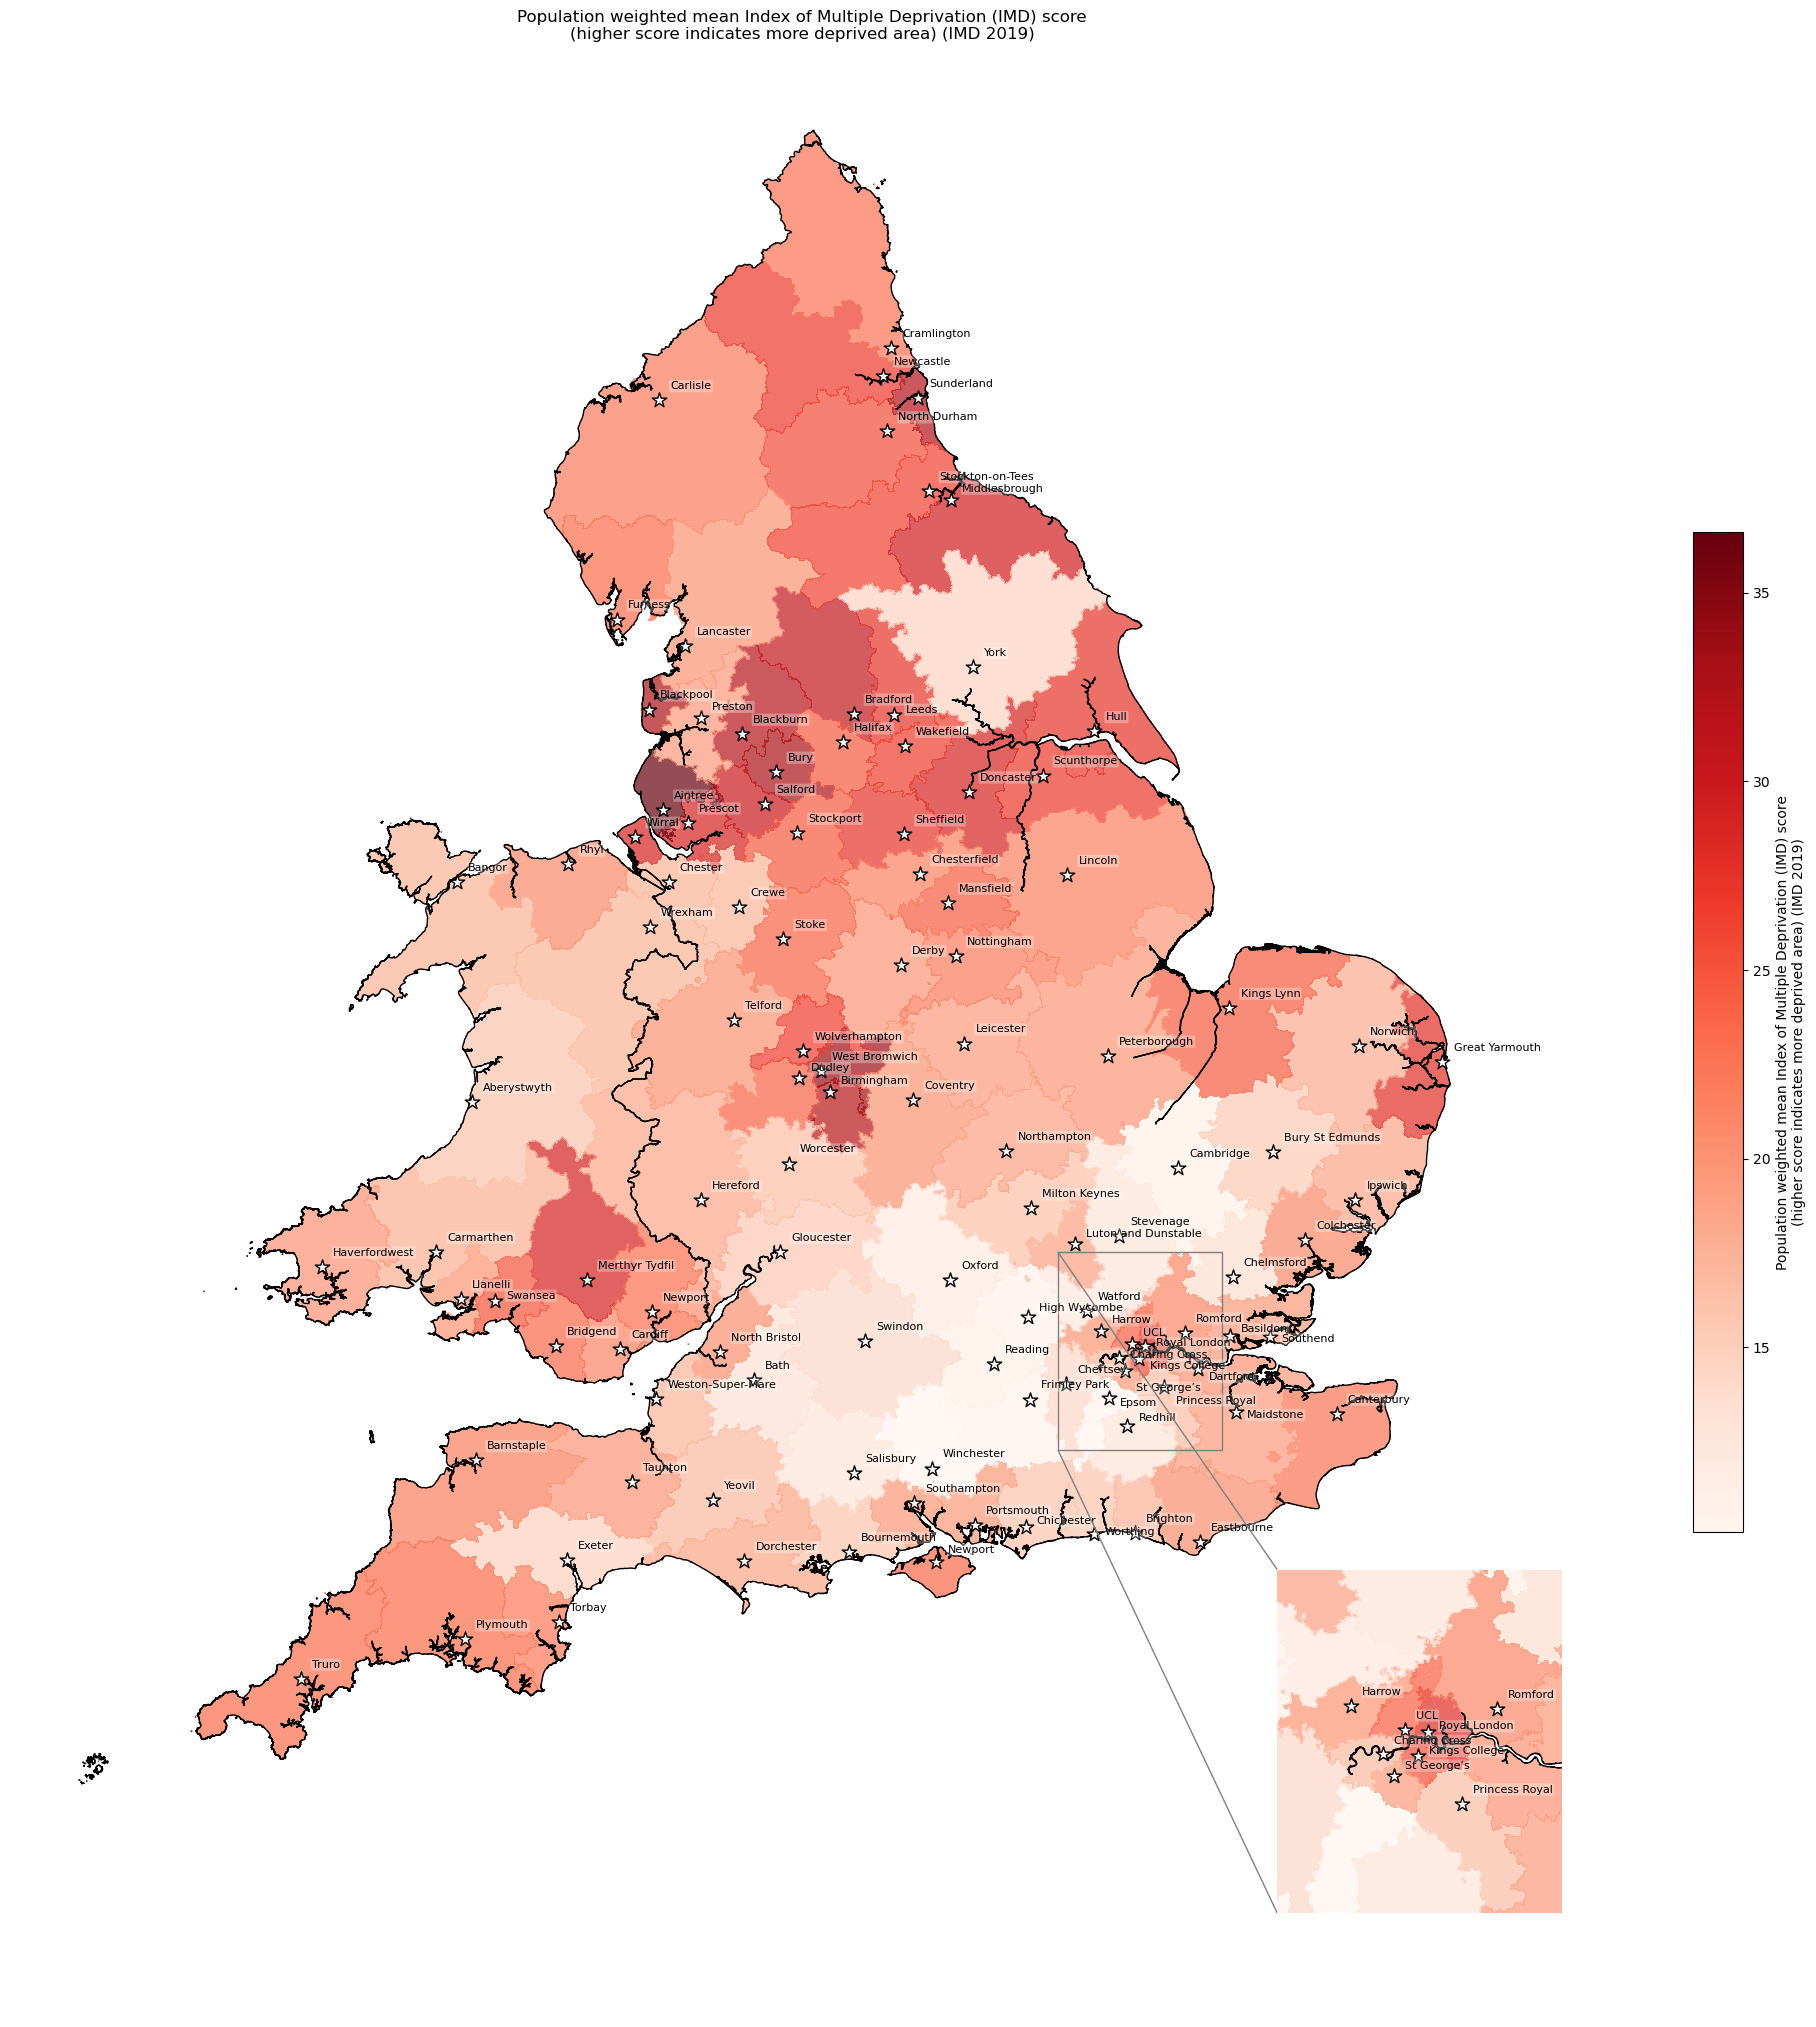 Population weighted mean Index of Multiple Deprivation (IMD) score
(higher score indicates more deprived area) (IMD 2019)
Cramlington
Newcastle
Carlisle
Sunderland
North Durham
Stockton-on-Tees
Middlesbrough
Furness
Lancaster
York
Blackpool
Bradford
Preston
Leeds
Hull
Blackburn
Halifax
Wakefield
Bury
Scunthorpe
Doncaster
Aintree
Salford
Prescot
Wirral
Stockport
Sheffield
Rhyl
Chesterfield
Lincoln
Bangor
Chester
Crewe
Mansfield
Wrexham
Stoke
Nottingham
Derby
Kings Lynn
Telford
Leicester
Norwich
Wolverhampton
Peterborough
Great Yarmouth
West Bromwich
Dudley
Birmingham
Aberystwyth
Coventry
Northampton
Bury St Edmunds
Worcester
Cambridge
Hereford
Milton Keynes
Ipswich
Stevenage
Colchester
Luton and Dunstable
Carmarthen
Gloucester
Haverfordwest
Merthyr Tydfil
Oxford
Chelmsford
Llanelli
Swansea
Newport
Watford
High Wycombe
Harrow
Romford
Bridgend
Cardiff
North Bristol
Swindon
UCL
Royal London
Basildon
Southend
Reading
Charing Cross
Kings College
Bath
Chertsey
Dartford
Weston-Super-Mare
Frimley Park
St George's
Princess Royal
Canterbury
Epsom
Maidstone
Redhill
Barnstaple
Taunton
Salisbury
Winchester
Yeovil
Southampton
Portsmouth
Chichester
Brighton
Worthing
Eastbourne
Bournemouth
Exeter
Dorchester
Newport
Torbay
Plymouth
Truro
Harrow
Romford
UCL
Royal London
Charing Cross
Kings College
St George's
Princess Royal
35
30
25
20
15
Population weighted mean Index of Multiple Deprivation (IMD) score
(higher score indicates more deprived area) (IMD 2019)